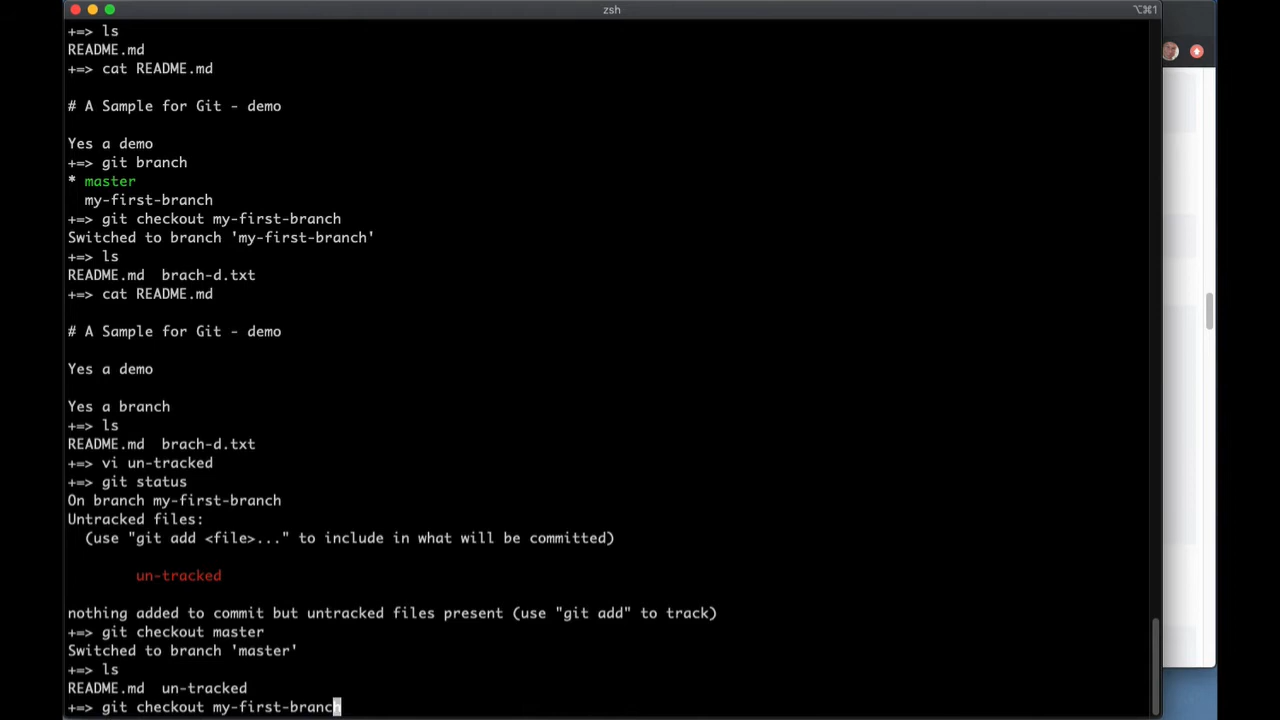 zsh
⌥⌘1
+=> ls
README.md
+=> cat README.md
# A Sample for Git - demo
Yes a demo
+=> git branch
* master
my-first-branch
+=> git checkout my-first-branch
Switched to branch 'my-first-branch'
+=> ls
README.md  brach-d.txt
+=> cat README.md
# A Sample for Git - demo
Yes a demo
Yes a branch
+=> ls
README.md  brach-d.txt
+=> vi un-tracked
+=> git status
On branch my-first-branch
Untracked files:
(use "git add <file>..." to include in what will be committed)
un-tracked
nothing added to commit but untracked files present (use "git add" to track)
+=> git checkout master
Switched to branch 'master'
+=> ls
README.md  un-tracked
+=> git checkout my-first-branch